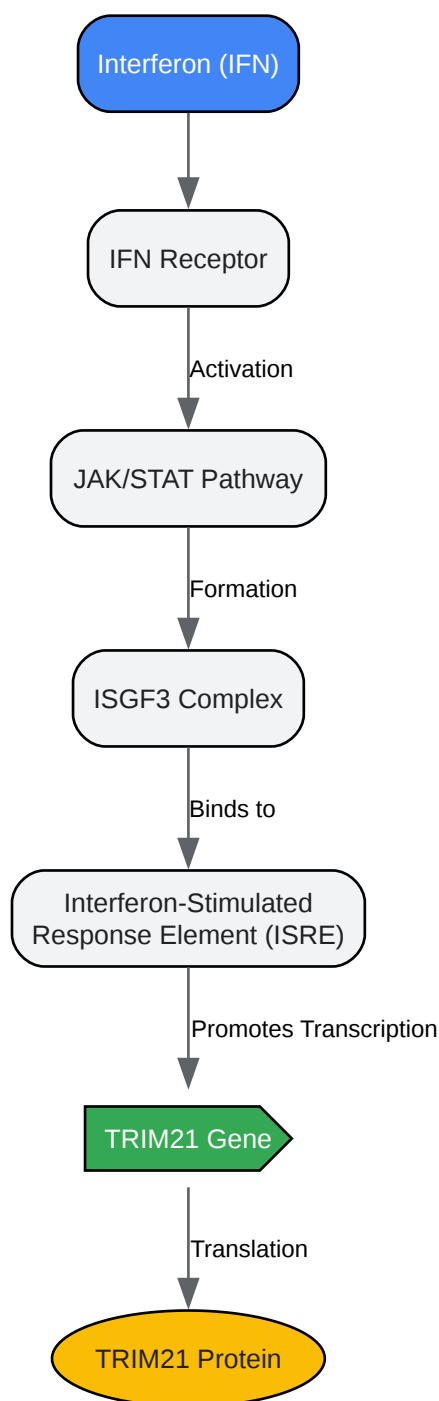 Interferon (IFN)
IFN Receptor
Activation
JAK/STAT Pathway
Formation
ISGF3 Complex
Binds to
Interferon-Stimulated
Response Element (ISRE)
Promotes Transcription
TRIM21 Gene
Translation
TRIM21 Protein